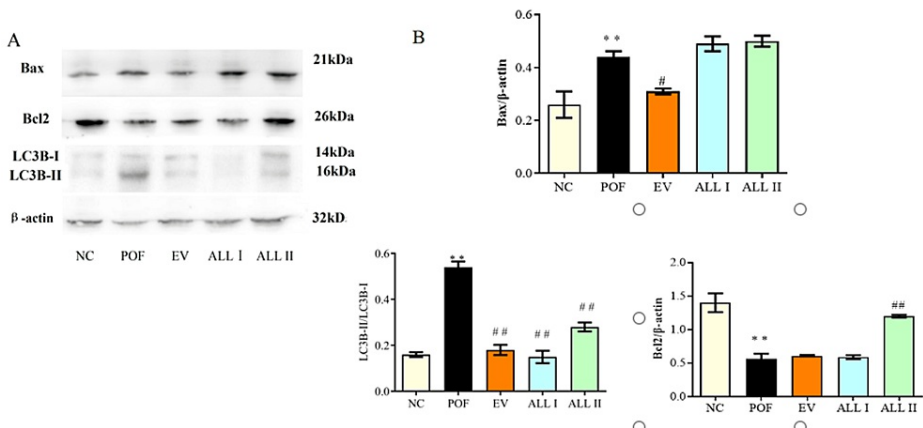 A
Bax
21kDa
Bcl2
26kDa
LC3B-I
14kDa
LC3B-II
16kDa
β-actin
32kD
NC POF EV ALL I ALL II
B
Bax/β-actin
0.6
0.4
0.2
0.0
**
#
NC POF EV ALL I ALL II
LC3B-II/LC3B-I
0.6
0.4
0.2
0.0
**
##
##
##
NC POF EV ALL I ALL II
Bcl2/β-actin
2.0
1.5
1.0
0.5
0.0
**
##
NC POF EV ALL I ALL II